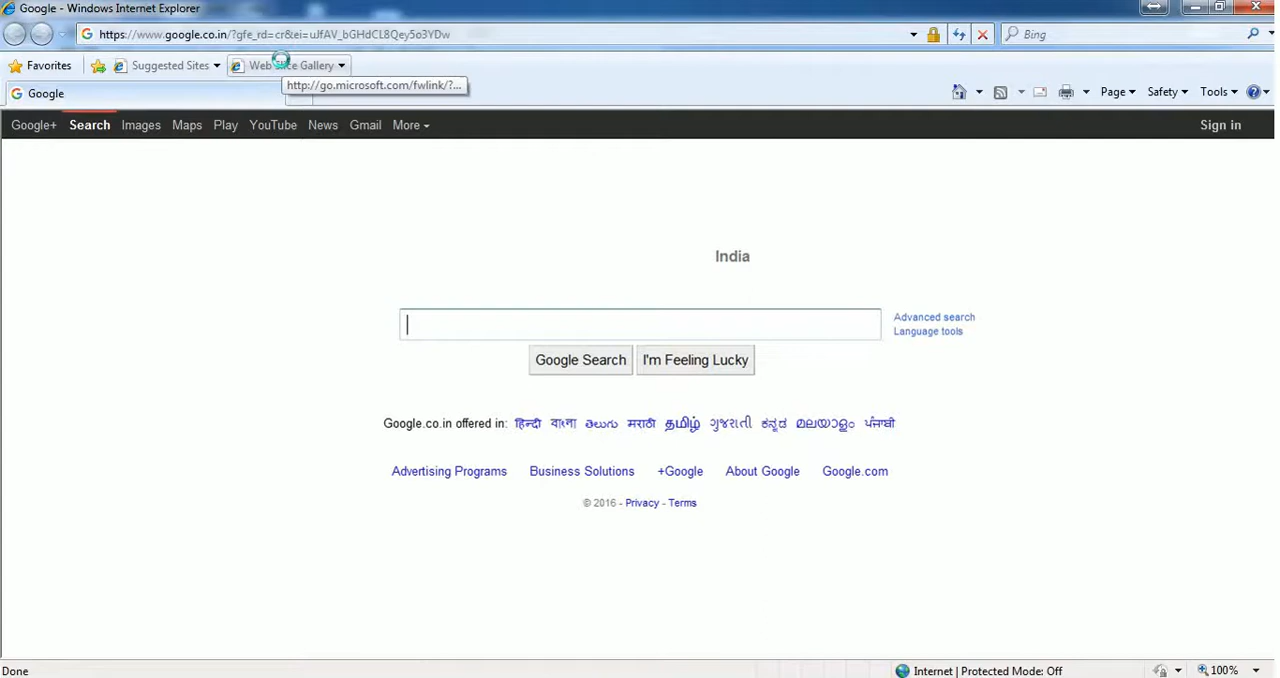 Google - Windows Internet Explorer
https://www.google.co.in/?gfe_rd=cr&ei=uJfAV_bGHdCL8Qey5o3YDw
Bing
Favorites
Suggested Sites
Web Slice Gallery
http://go.microsoft.com/fwlink/?...
Google
Page
Safety
Tools
Google+ Search Images Maps Play YouTube News Gmail More
Sign in
India
Advanced search
Language tools
Google Search
I'm Feeling Lucky
Google.co.in offered in: हिन्दी বাংলা తెలుగు मराठी தமிழ் ગુજરાતી ಕನ್ನಡ മലയാളം ਪੰਜਾਬੀ
Advertising Programs Business Solutions +Google About Google Google.com
© 2016 - Privacy - Terms
Done
Internet | Protected Mode: Off
100%